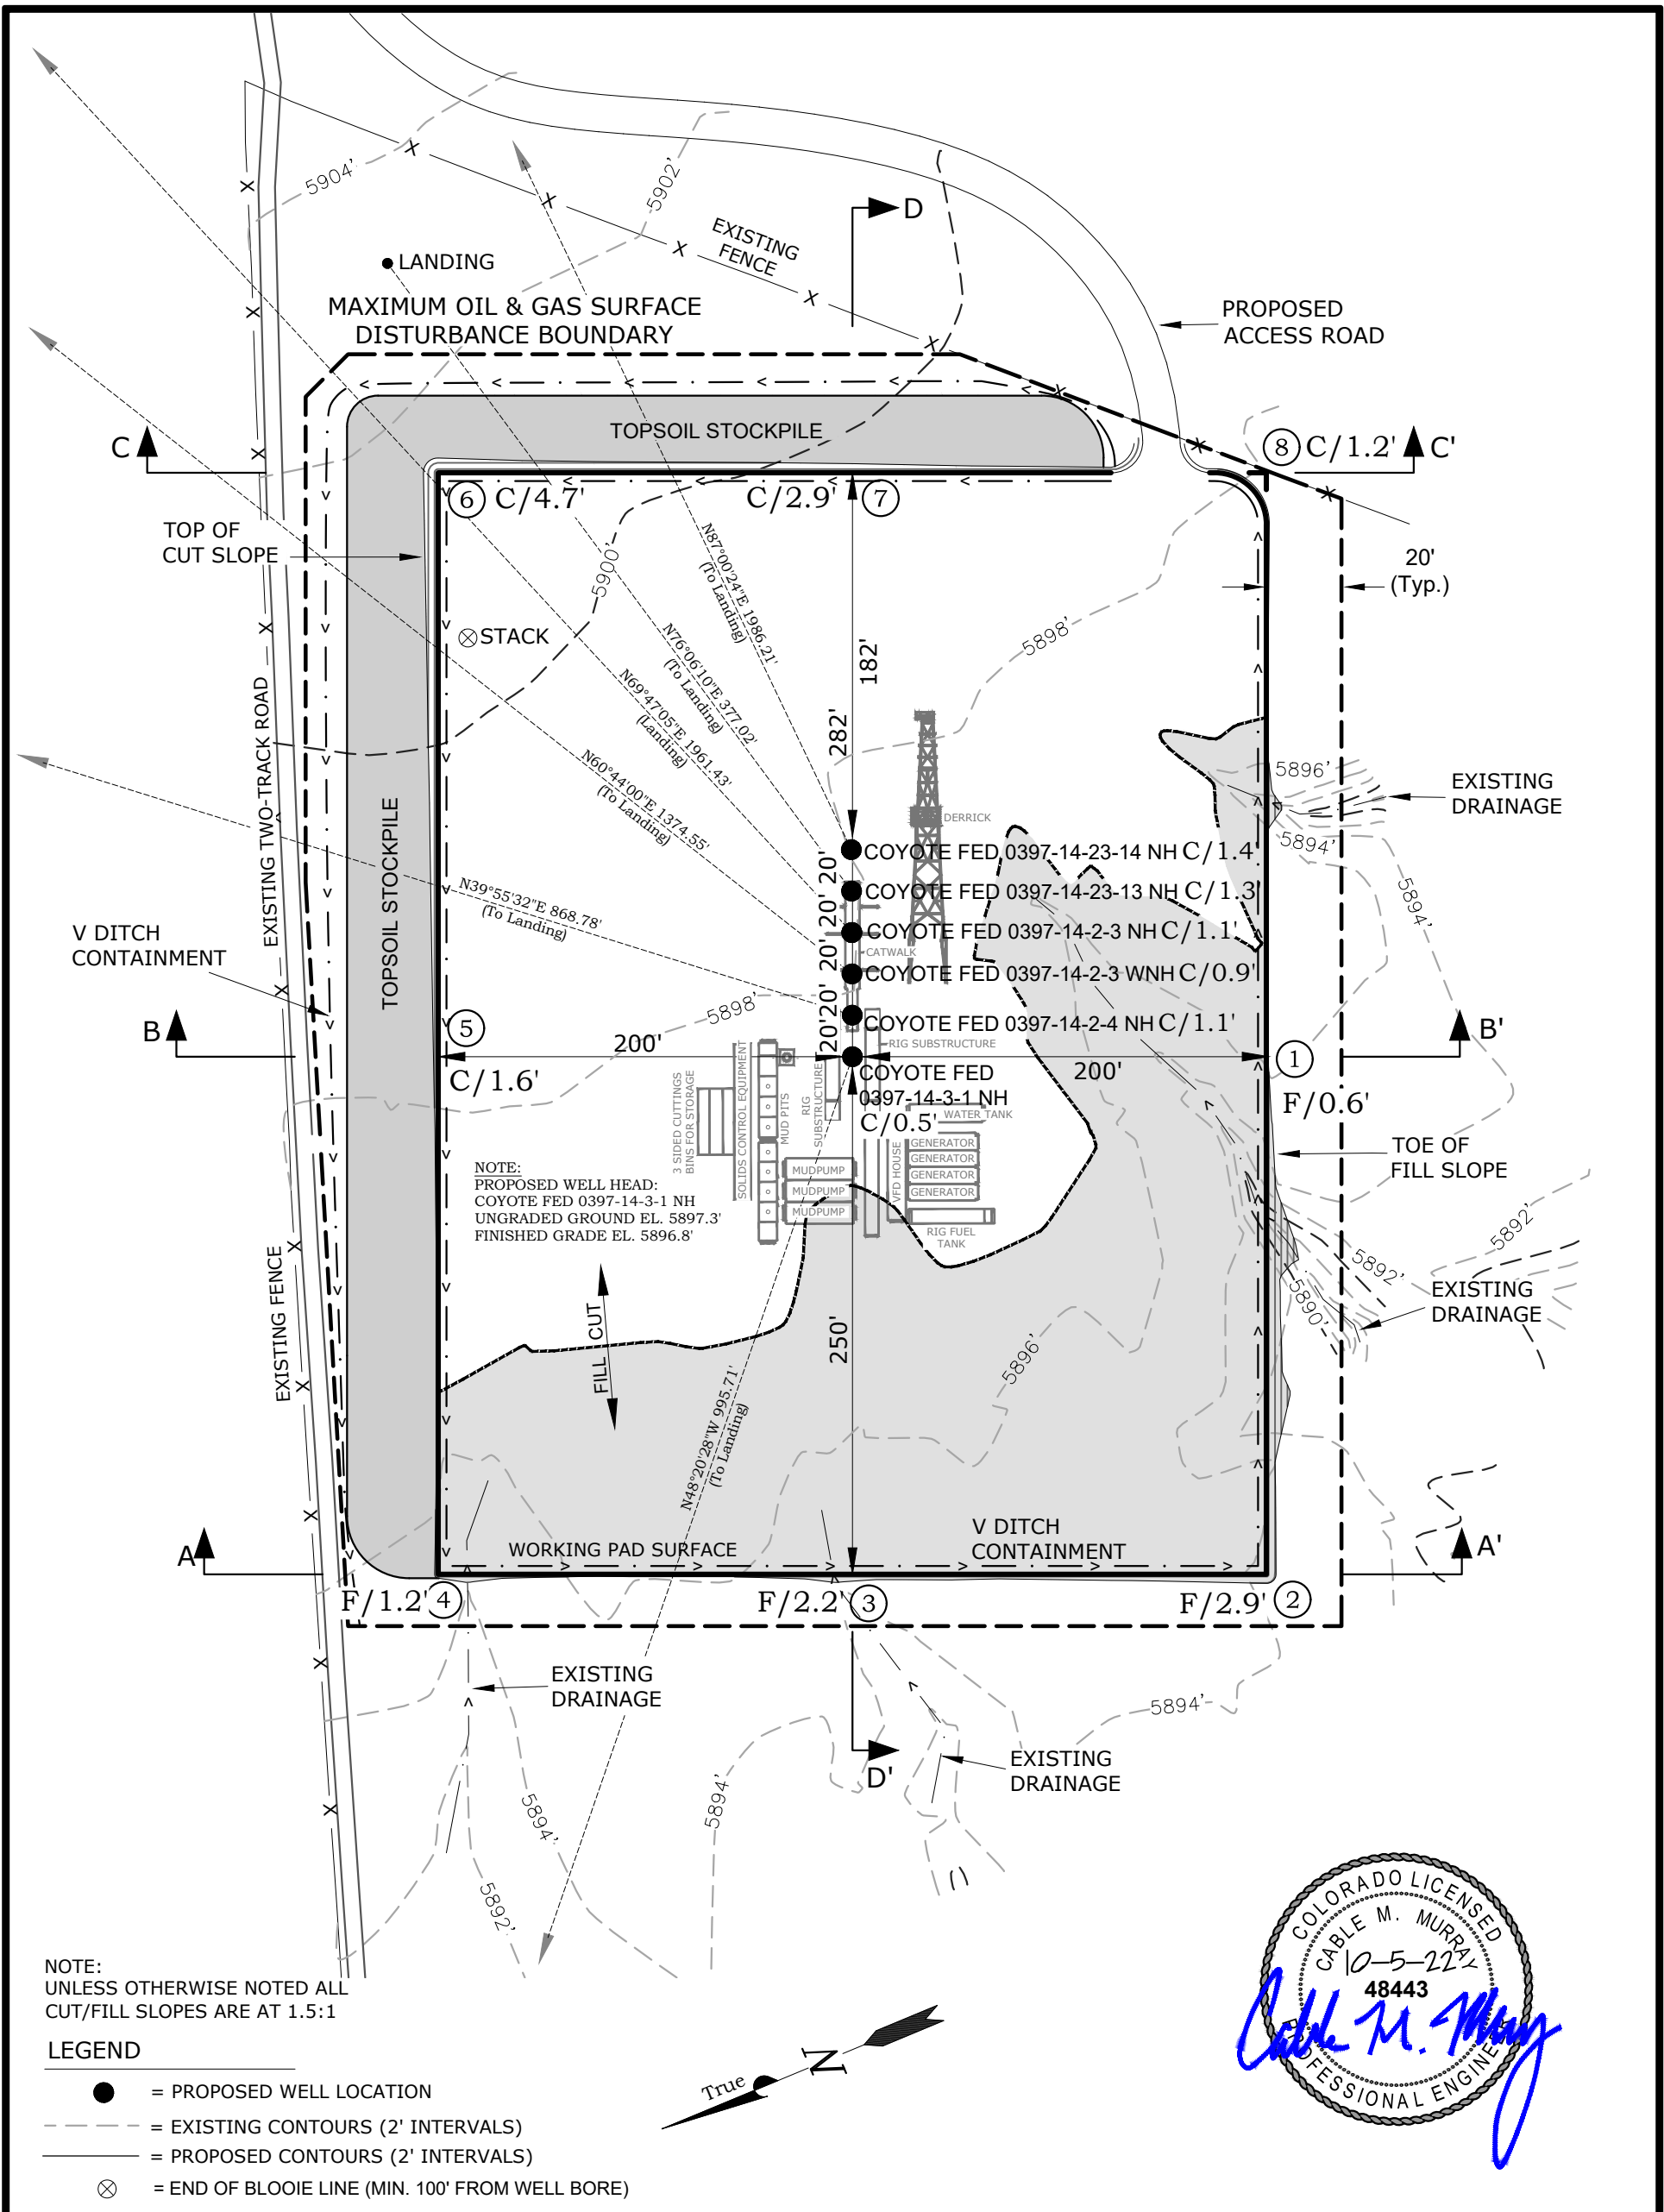 5904'
5902'
D
EXISTING
FENCE
LANDING
MAXIMUM OIL & GAS SURFACE
DISTURBANCE BOUNDARY
PROPOSED
ACCESS ROAD
TOPSOIL STOCKPILE
C
8 C/1.2' C'
6 C/4.7'
C/2.9' 7
TOP OF
CUT SLOPE
20'
(Typ.)
5900'
STACK
5898'
N87°00'24"E 1986.21'
(To Landing)
N76°06'10"E 377.02'
(To Landing)
N69°47'05"E 1961.43'
(Landing)
N60°44'00"E 1374.55'
(To Landing)
N39°55'32"E 868.78'
(To Landing)
182'
282'
EXISTING TWO-TRACK ROAD
TOPSOIL STOCKPILE
5896'
EXISTING
DRAINAGE
5894'
5894'
DERRICK
COYOTE FED 0397-14-23-14 NH C/1.4'
20'
COYOTE FED 0397-14-23-13 NH C/1.3'
20'
COYOTE FED 0397-14-2-3 NH C/1.1'
CATWALK
20'
COYOTE FED 0397-14-2-3 WNH C/0.9'
20'
COYOTE FED 0397-14-2-4 NH C/1.1'
20'
RIG SUBSTRUCTURE
V DITCH
CONTAINMENT
5898'
B
5
200'
200'
1
B'
C/1.6'
F/0.6'
COYOTE FED
0397-14-3-1 NH
C/0.5'
WATER TANK
3 SIDED CUTTINGS
BINS FOR STORAGE
SOLIDS CONTROL EQUIPMENT
MUD PITS
RIG
SUBSTRUCTURE
MUDPUMP
MUDPUMP
MUDPUMP
VFD HOUSE
GENERATOR
GENERATOR
GENERATOR
GENERATOR
RIG FUEL
TANK
TOE OF
FILL SLOPE
NOTE:
PROPOSED WELL HEAD:
COYOTE FED 0397-14-3-1 NH
UNGRADED GROUND EL. 5897.3'
FINISHED GRADE EL. 5896.8'
5892'
5892'
5890'
EXISTING
DRAINAGE
EXISTING FENCE
FILL CUT
250'
5896'
N48°20'28"W 995.71'
(To Landing)
WORKING PAD SURFACE
V DITCH
CONTAINMENT
A
A'
F/1.2' 4
F/2.2' 3
F/2.9' 2
EXISTING
DRAINAGE
5894'
D'
EXISTING
DRAINAGE
5894'
5894'
5892'
NOTE:
UNLESS OTHERWISE NOTED ALL
CUT/FILL SLOPES ARE AT 1.5:1
LEGEND
= PROPOSED WELL LOCATION
= EXISTING CONTOURS (2' INTERVALS)
= PROPOSED CONTOURS (2' INTERVALS)
= END OF BLOOIE LINE (MIN. 100' FROM WELL BORE)
True N
COLORADO LICENSED
CABLE M. MURRAY
10-5-22
48443
PROFESSIONAL ENGINEER
Cable M. Murray